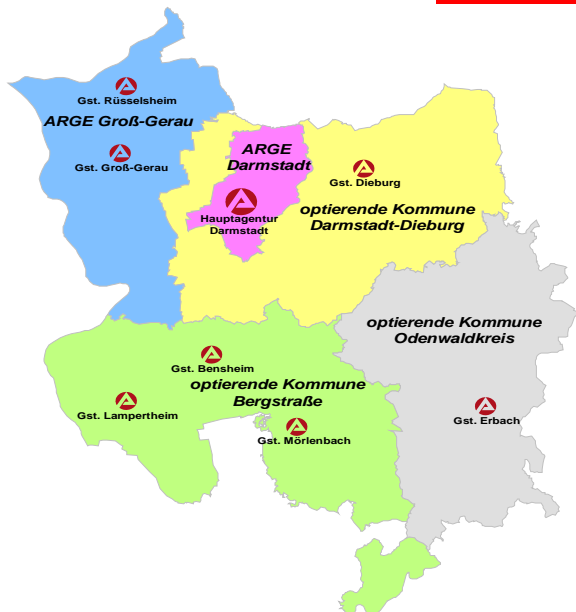 Gst. Rüsselsheim
ARGE Groß-Gerau
Gst. Groß-Gerau
ARGE
Darmstadt
Hauptagentur
Darmstadt
Gst. Dieburg
optierende Kommune
Darmstadt-Dieburg
optierende Kommune
Odenwaldkreis
Gst. Erbach
Gst. Bensheim
optierende Kommune
Bergstraße
Gst. Lampertheim
Gst. Mörlenbach